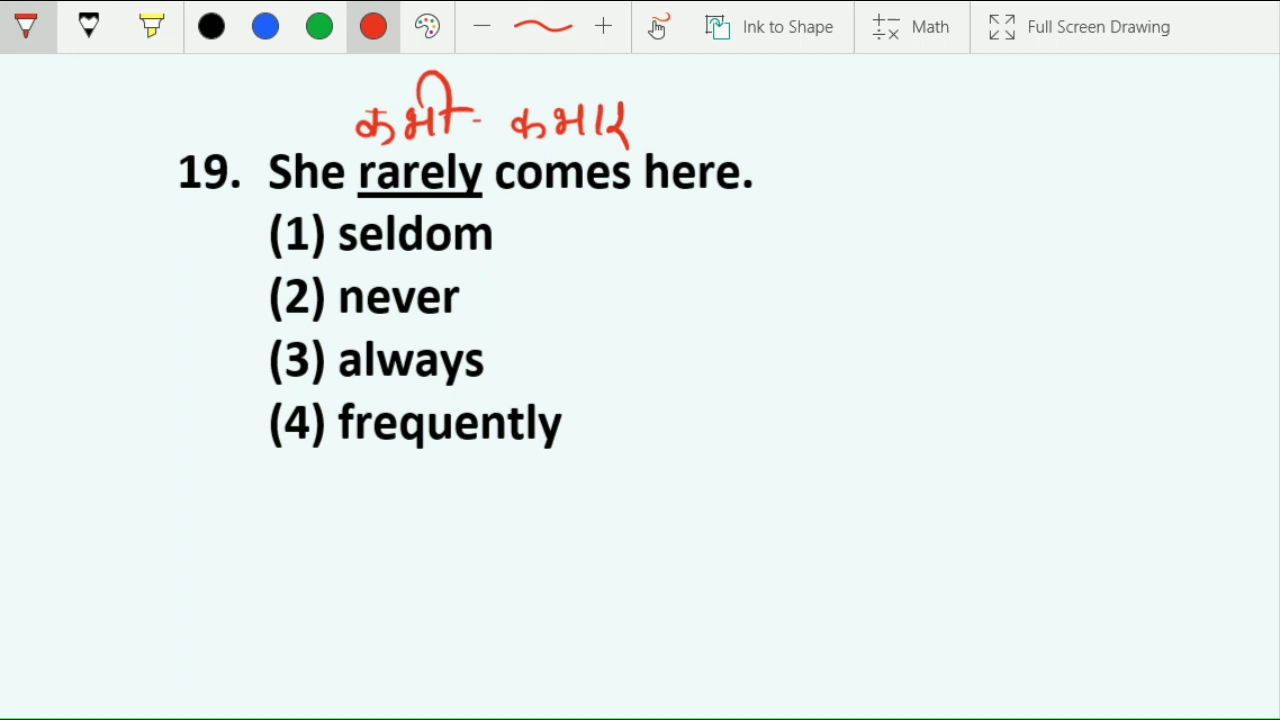 Ink to Shape Math Full Screen Drawing
कभी - कभार
19. She rarely comes here.
(1) seldom
(2) never
(3) always
(4) frequently